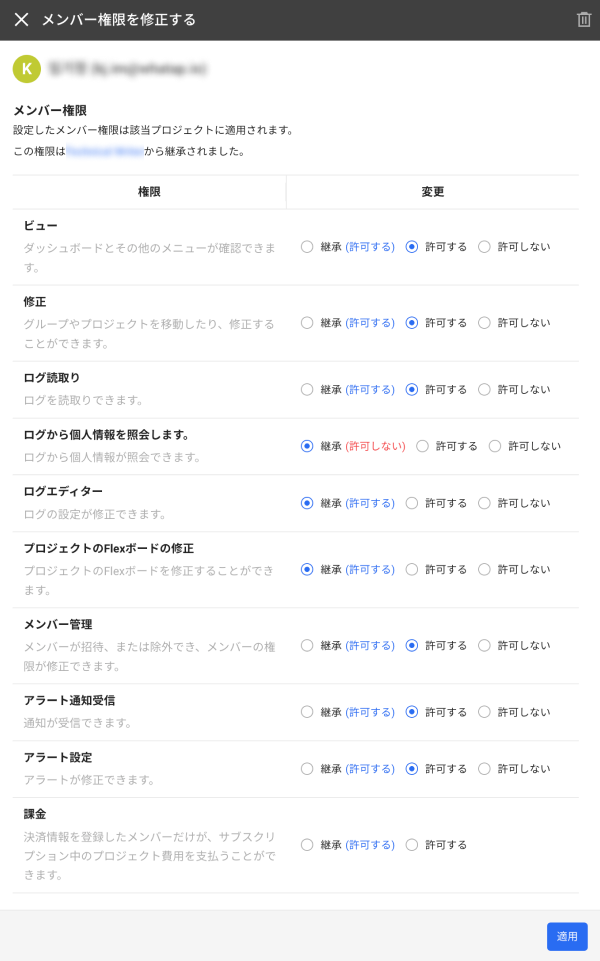 メンバー権限を修正する
K
メンバー権限
設定したメンバー権限は該当プロジェクトに適用されます。
この権限は
から継承されました。
権限
変更
ビュー
ダッシュボードとその他のメニューが確認できま
す。
継承 (許可する) 許可する 許可しない
修正
グループやプロジェクトを移動したり、修正する
ことができます。
継承 (許可する) 許可する 許可しない
ログ読取り
ログを読取りできます。
継承 (許可する) 許可する 許可しない
ログから個人情報を照会します。
ログから個人情報が照会できます。
継承 (許可しない) 許可する 許可しない
ログエディター
ログの設定が修正できます。
継承 (許可する) 許可する 許可しない
プロジェクトのFlexボードの修正
プロジェクトのFlexボードを修正することができ
ます。
継承 (許可する) 許可する 許可しない
メンバー管理
メンバーが招待、または除外でき、メンバーの権
限が修正できます。
継承 (許可する) 許可する 許可しない
アラート通知受信
通知が受信できます。
継承 (許可する) 許可する 許可しない
アラート設定
アラートが修正できます。
継承 (許可する) 許可する 許可しない
課金
決済情報を登録したメンバーだけが、サブスクリ
プション中のプロジェクト費用を支払うことがで
きます。
継承 (許可する) 許可する
適用